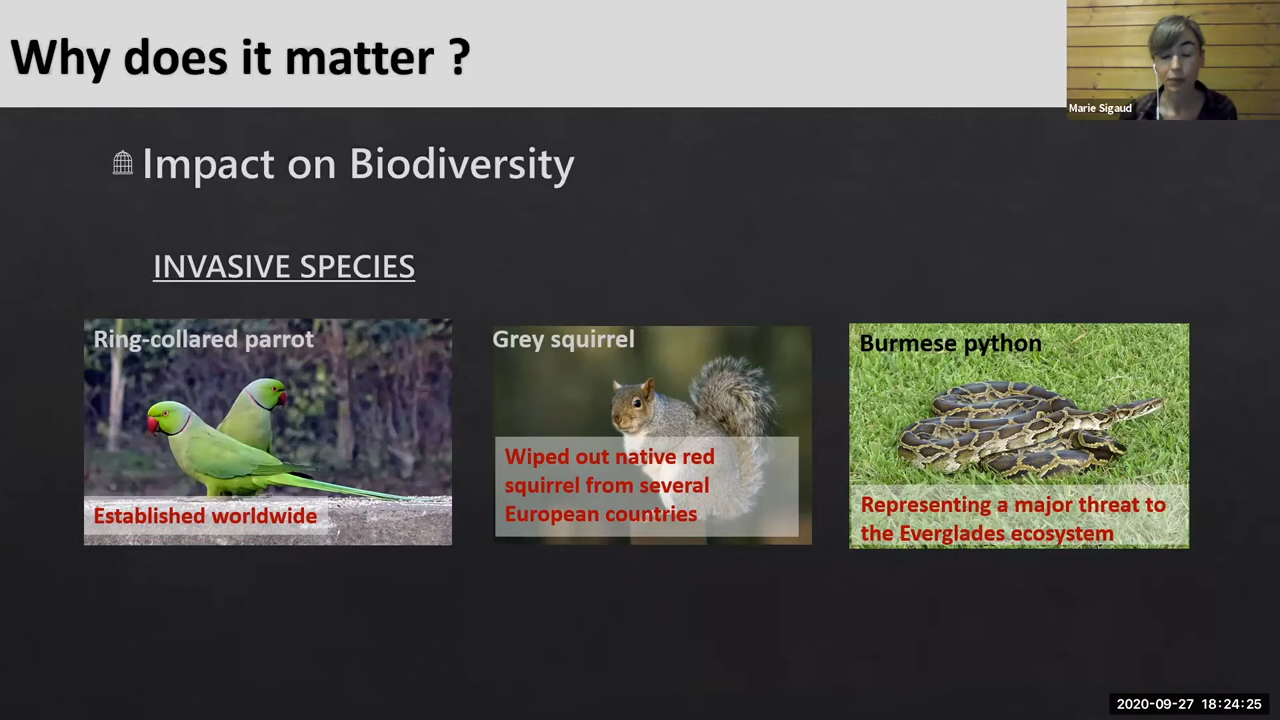 Why does it matter ?
Marie Sigaud
Impact on Biodiversity
INVASIVE SPECIES
Ring-collared parrot
Established worldwide
Grey squirrel
Wiped out native red
squirrel from several
European countries
Burmese python
Representing a major threat to
the Everglades ecosystem
2020-09-27 18:24:25